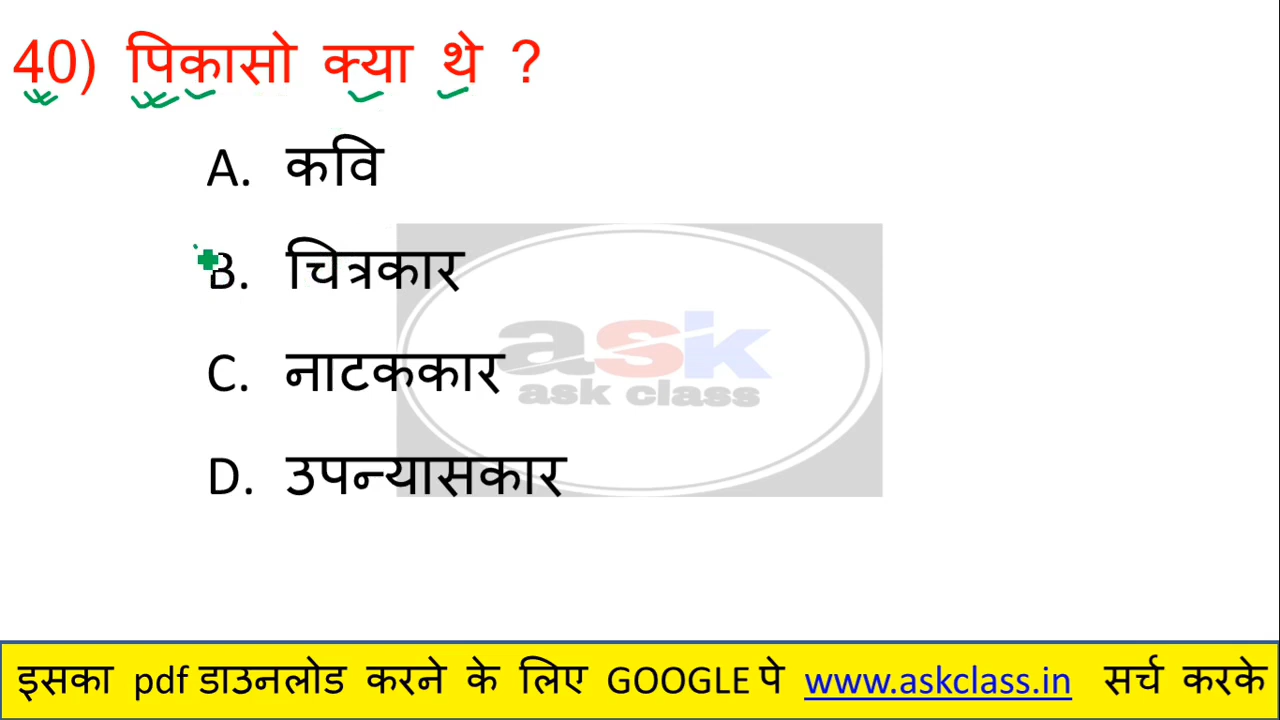 40) पिकासो क्या थे ?
A. कवि
B. चित्रकार
ask
ask class
C. नाटककार
D. उपन्यासकार
इसका pdf डाउनलोड करने के लिए GOOGLE पे www.askclass.in सर्च करके